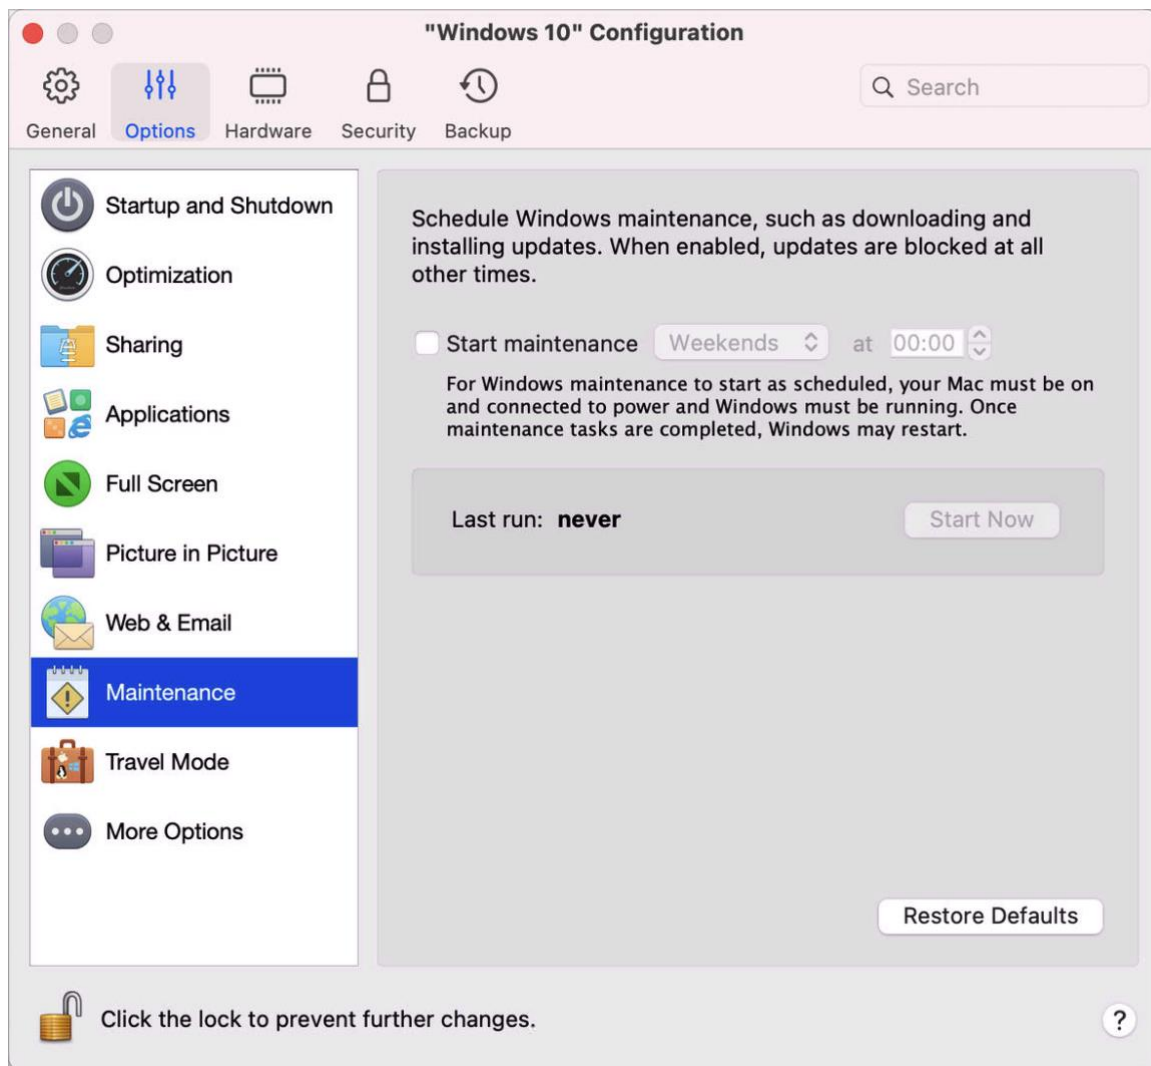 "Windows 10" Configuration
General Options Hardware Security Backup
Search
Startup and Shutdown
Optimization
Sharing
Applications
Full Screen
Picture in Picture
Web & Email
Maintenance
Travel Mode
More Options
Schedule Windows maintenance, such as downloading and
installing updates. When enabled, updates are blocked at all
other times.
Start maintenance Weekends at 00:00
For Windows maintenance to start as scheduled, your Mac must be on
and connected to power and Windows must be running. Once
maintenance tasks are completed, Windows may restart.
Last run: never Start Now
Restore Defaults
Click the lock to prevent further changes. ?